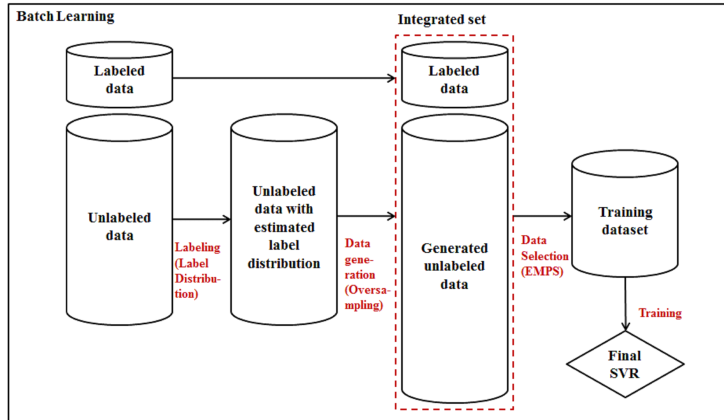 Batch Learning
Integrated set
Labeled
data
Labeled
data
Unlabeled
data
Labeling
(Label
Distribu-
tion)
Unlabeled
data with
estimated
label
distribution
Data
gene-
ration
(Oversa-
mpling)
Generated
unlabeled
data
Data
Selection
(EMPS)
Training
dataset
Training
Final
SVR